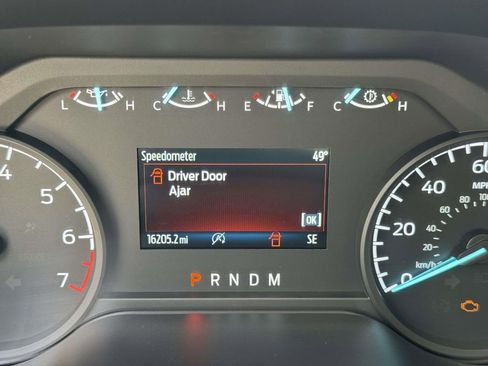 L H C H E F C H
Speedometer 49°
Driver Door
Ajar
[OK]
16205.2 mi SE
P R N D M
4
5
6
7
60
MPH
40
20
0
100
80
60
40
20
km/h